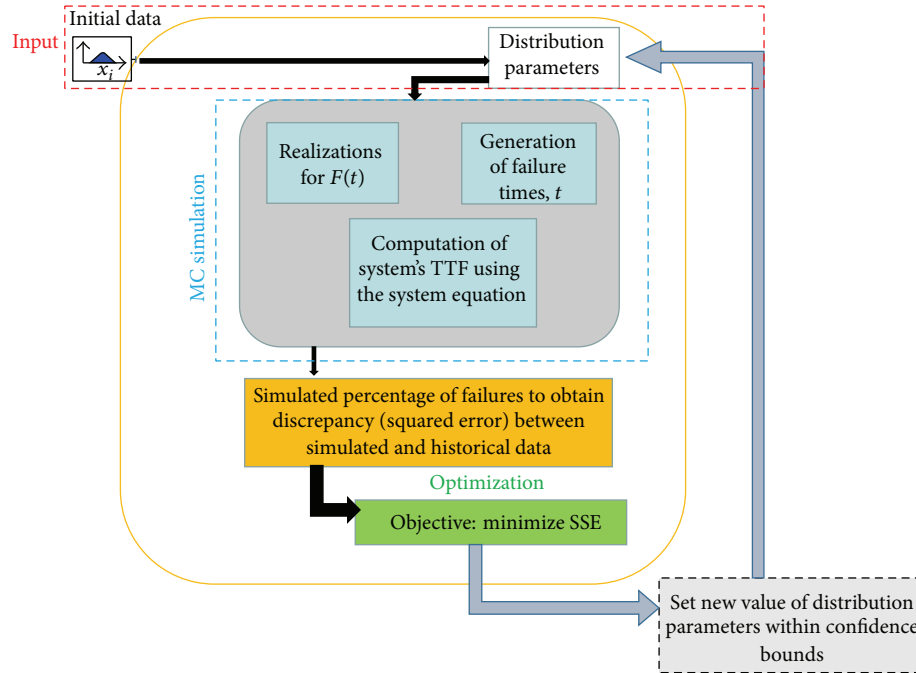 Initial data
Input
x_i
Distribution
parameters
MC simulation
Realizations
for F(t)
Generation
of failure
times, t
Computation of
system's TTF using
the system equation
Simulated percentage of failures to obtain
discrepancy (squared error) between
simulated and historical data
Optimization
Objective: minimize SSE
Set new value of distribution
parameters within confidence
bounds